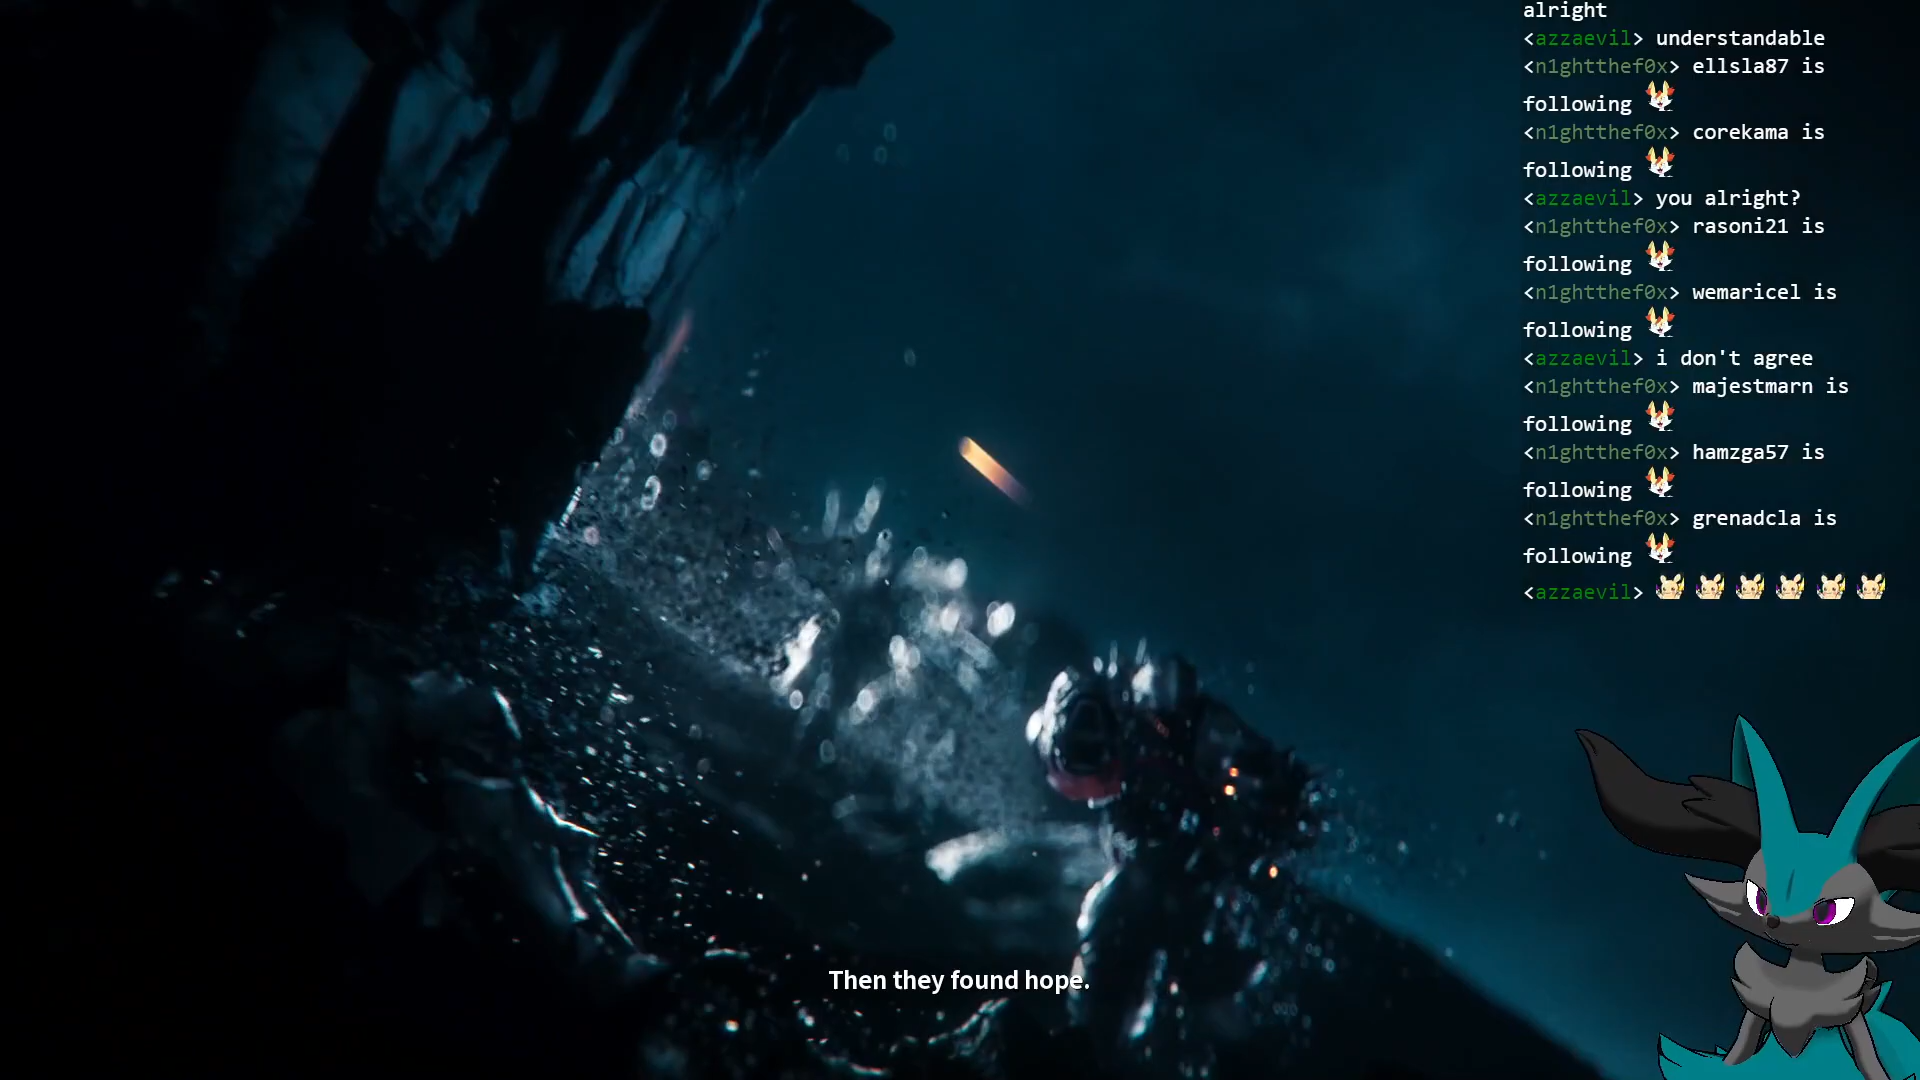 alright
<azzaevil> understandable
<n1ghtthef0x> ellsla87 is
following
<n1ghtthef0x> corekama is
following
<azzaevil> you alright?
<n1ghtthef0x> rasoni21 is
following
<n1ghtthef0x> wemaricel is
following
<azzaevil> i don't agree
<n1ghtthef0x> majestmarn is
following
<n1ghtthef0x> hamzga57 is
following
<n1ghtthef0x> grenadcla is
following
<azzaevil>
Then they found hope.